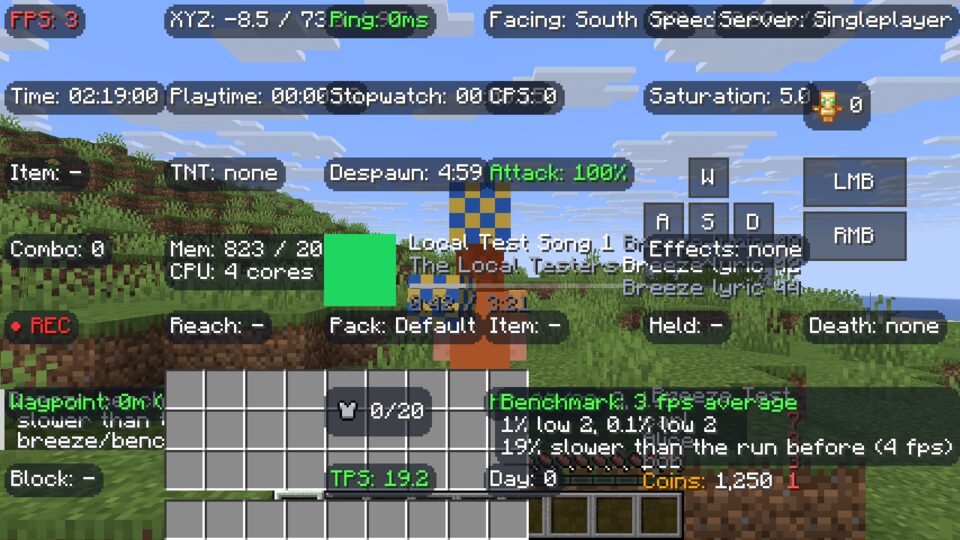 FPS: 3
XYZ: -8.5 / 73
Ping: 0ms
Facing: South
Speed
Server: Singleplayer
Time: 02:19:00
Playtime: 00:00
Stopwatch: 00
CPS: 0
Saturation: 5.0
0
Item: -
TNT: none
Despawn: 4:59
Attack: 100%
W
LMB
A
S
D
RMB
Combo: 0
Mem: 823 / 20
CPU: 4 cores
Local Test Song 1
The Local Testers
0:42 // 3:21
Effects: none
Breeze lyric 44
• REC
Reach: -
Pack: Default
Item: -
Held: -
Death: none
Waypoint: 0m
slower than
breeze/benc
0/20
Benchmark: 3 fps average
1% low 2, 0.1% low 2
19% slower than the run before (4 fps)
Block: -
TPS: 19.2
Day: 0
Coins: 1,250
1